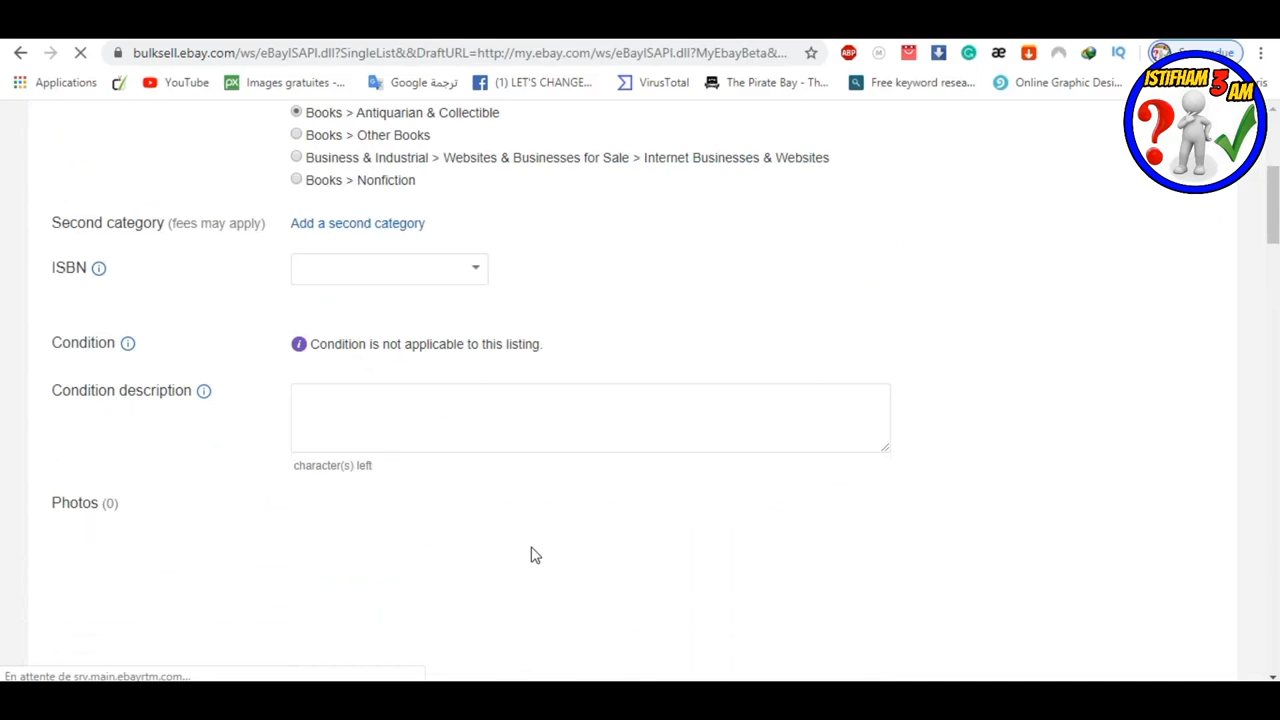 bulksell.ebay.com/ws/eBayISAPI.dll?SingleList&&DraftURL=http://my.ebay.com/ws/eBayISAPI.dll?MyEbayBeta&...
Applications
YouTube
Images gratuites - ...
Google ترجمة
(1) LET'S CHANGE...
VirusTotal
The Pirate Bay - Th...
Free keyword resea...
Online Graphic Desi...
ISTIFHAM 3 AM
Books > Antiquarian & Collectible
Books > Other Books
Business & Industrial > Websites & Businesses for Sale > Internet Businesses & Websites
Books > Nonfiction
Second category (fees may apply) Add a second category
ISBN
Condition Condition is not applicable to this listing.
Condition description
character(s) left
Photos (0)
En attente de srv.main.ebayrtm.com...